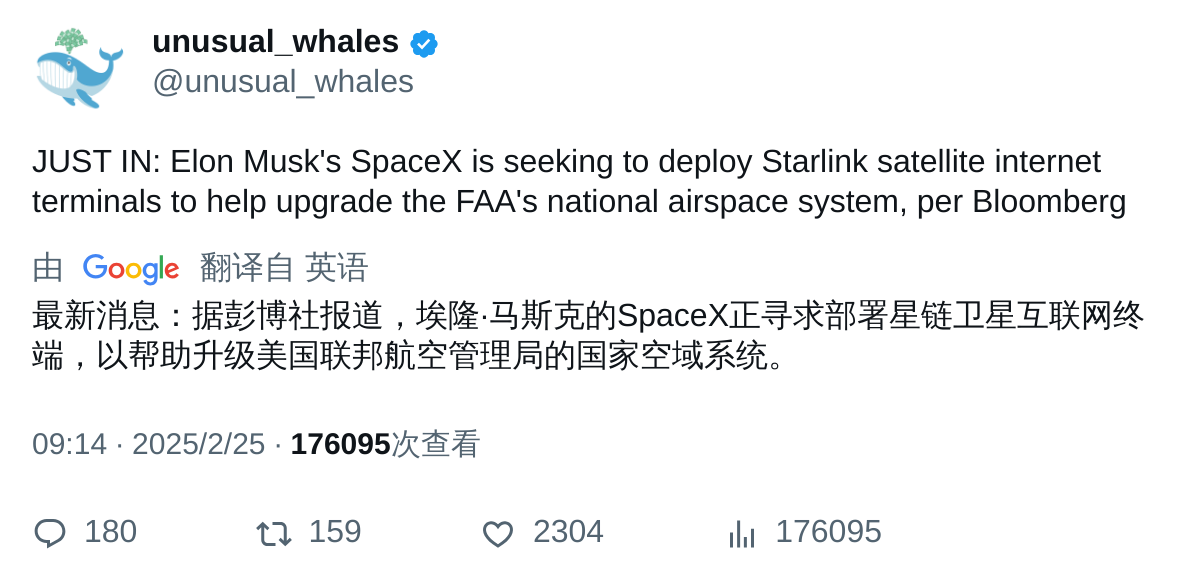 unusual_whales
@unusual_whales
JUST IN: Elon Musk's SpaceX is seeking to deploy Starlink satellite internet
terminals to help upgrade the FAA's national airspace system, per Bloomberg
由 Google 翻译自 英语
最新消息：据彭博社报道，埃隆·马斯克的SpaceX正寻求部署星链卫星互联网终
端，以帮助升级美国联邦航空管理局的国家空域系统。
09:14 · 2025/2/25 · 176095次查看
180 159 2304 176095